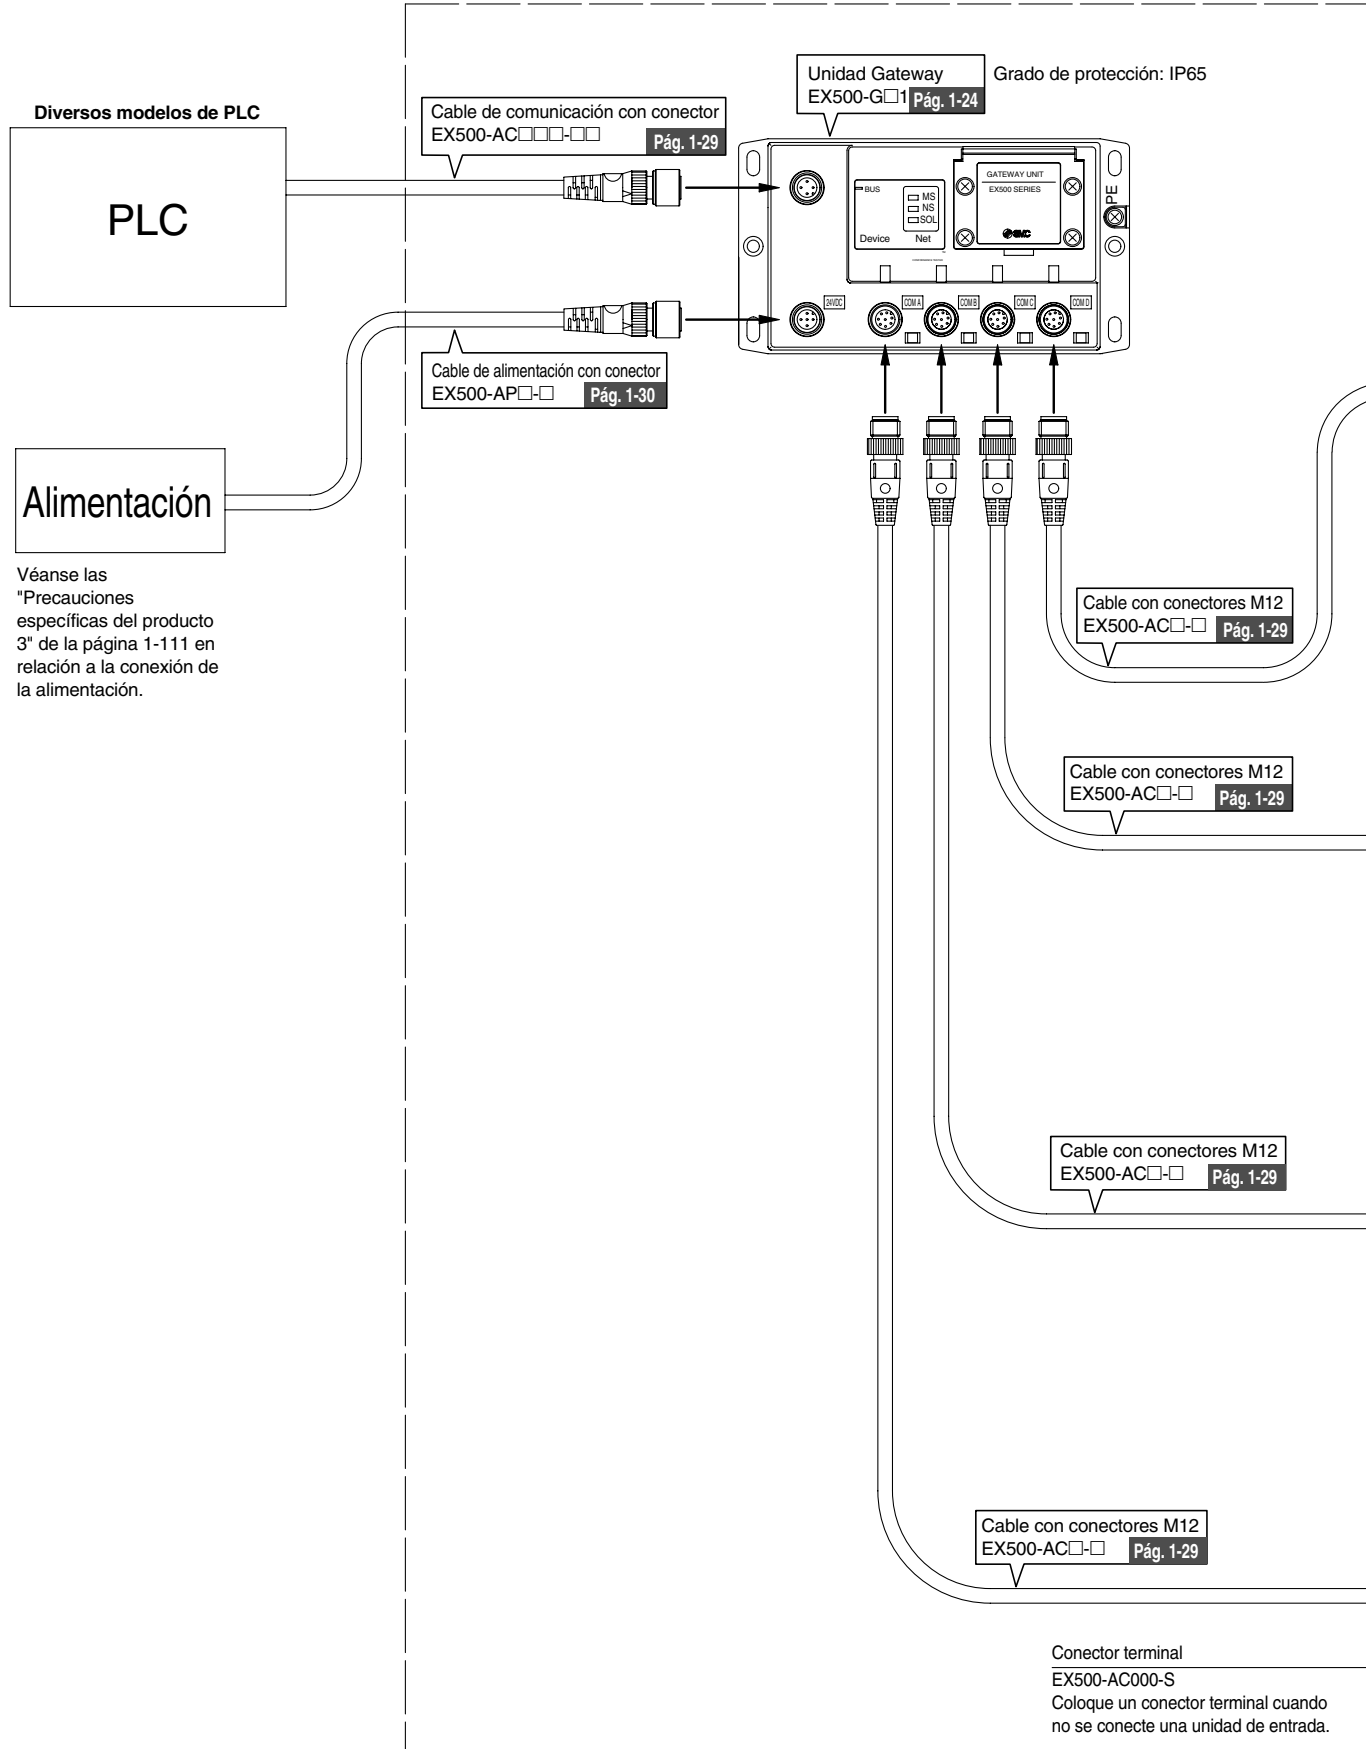 Diversos modelos de PLC
PLC
Cable de comunicación con conector
EX500-AC□□□-□□ Pág. 1-29
Unidad Gateway
EX500-G□1 Pág. 1-24
Grado de protección: IP65
GATEWAY UNIT
EX500 SERIES
SMC
BUS
MS
NS
SOL
Device Net
PE
24VDC
COM A
COM B
COM C
COM D
Cable de alimentación con conector
EX500-AP□-□ Pág. 1-30
Alimentación
Véanse las
"Precauciones
específicas del producto
3" de la página 1-111 en
relación a la conexión de
la alimentación.
Cable con conectores M12
EX500-AC□-□ Pág. 1-29
Cable con conectores M12
EX500-AC□-□ Pág. 1-29
Cable con conectores M12
EX500-AC□-□ Pág. 1-29
Cable con conectores M12
EX500-AC□-□ Pág. 1-29
Conector terminal
EX500-AC000-S
Coloque un conector terminal cuando
no se conecte una unidad de entrada.